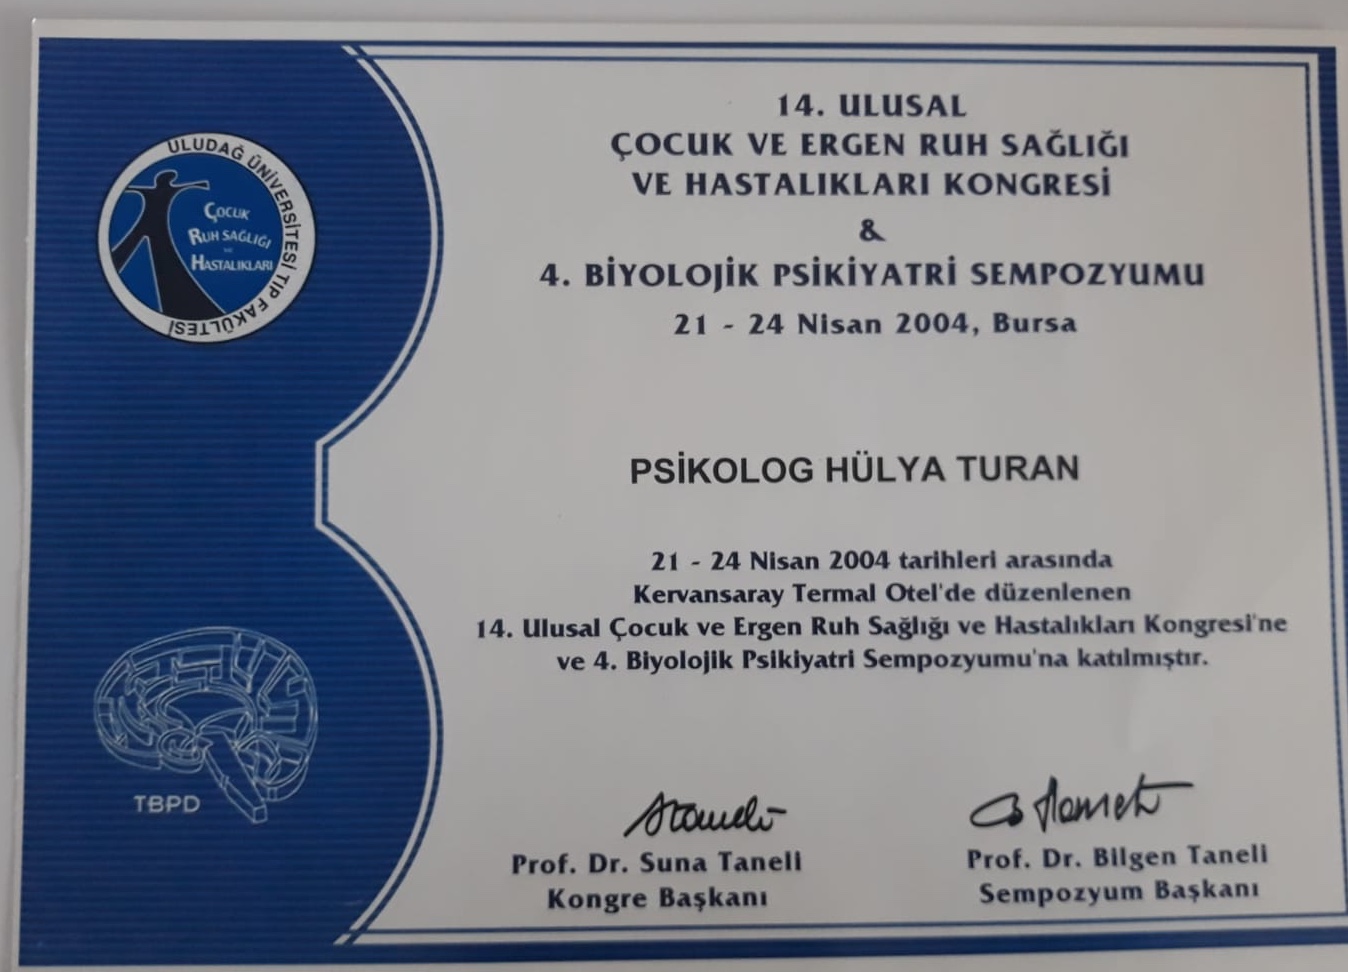 14. ULUSAL
ÇOCUK VE ERGEN RUH SAĞLIĞI
VE HASTALIKLARI KONGRESİ
&
4. BİYOLOJİK PSİKİYATRİ SEMPOZYUMU
21 - 24 Nisan 2004, Bursa
ULUDAĞ ÜNİVERSİTESİ TIP FAKÜLTESİ
ÇOCUK
RUH SAĞLIĞI
VE
HASTALIKLARI
PSİKOLOG HÜLYA TURAN
21 - 24 Nisan 2004 tarihleri arasında
Kervansaray Termal Otel'de düzenlenen
14. Ulusal Çocuk ve Ergen Ruh Sağlığı ve Hastalıkları Kongresi'ne
ve 4. Biyolojik Psikiyatri Sempozyumu'na katılmıştır.
TBPD
Prof. Dr. Suna Taneli
Kongre Başkanı
Prof. Dr. Bilgen Taneli
Sempozyum Başkanı